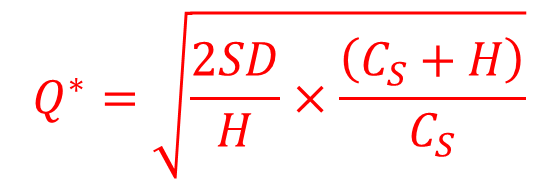 Q* = √(2SD/H × (C_S + H)/C_S)